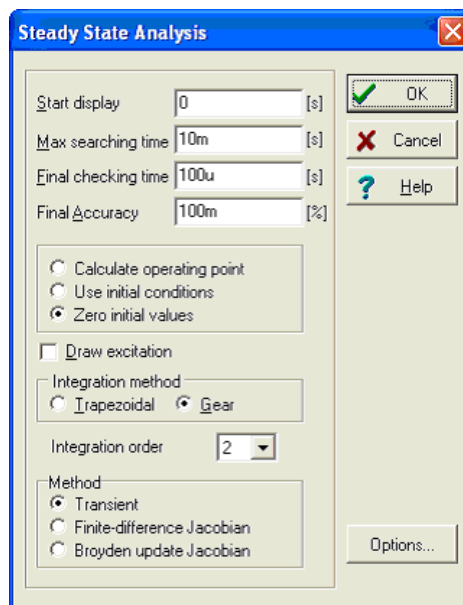 Steady State Analysis
Start display 0 [s]
Max searching time 10m [s]
Final checking time 100u [s]
Final Accuracy 100m [%]
OK
Cancel
? Help
Calculate operating point
Use initial conditions
Zero initial values
Draw excitation
Integration method
Trapezoidal Gear
Integration order 2
Method
Transient
Finite-difference Jacobian
Broyden update Jacobian
Options...